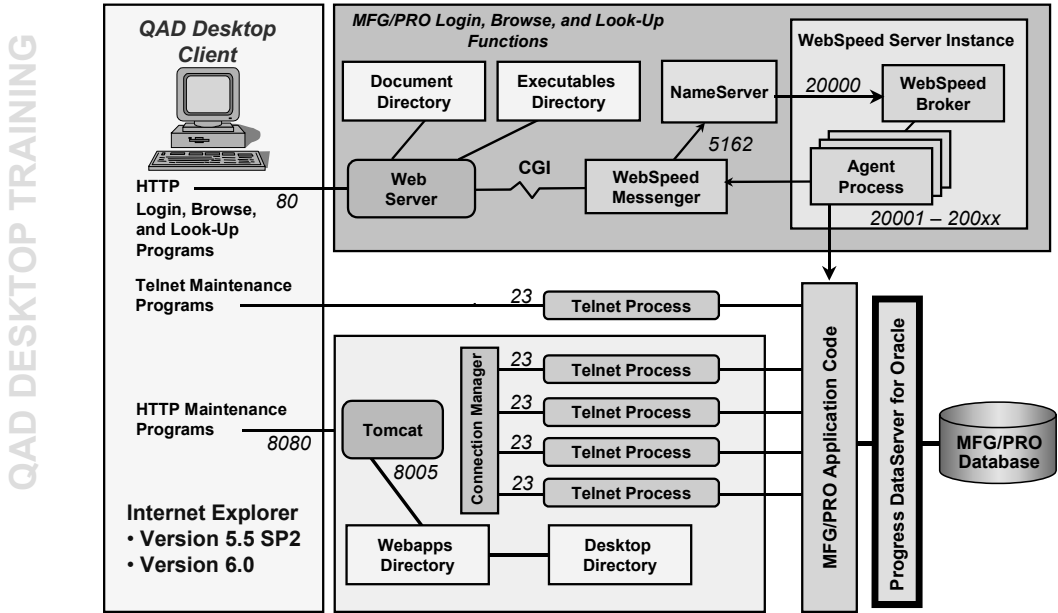 QAD DESKTOP TRAINING
QAD Desktop
Client
HTTP
80
Login, Browse,
and Look-Up
Programs
Telnet Maintenance
Programs
HTTP Maintenance
Programs
8080
Internet Explorer
• Version 5.5 SP2
• Version 6.0
MFG/PRO Login, Browse, and Look-Up
Functions
Document
Directory
Executables
Directory
NameServer
20000
WebSpeed Server Instance
WebSpeed
Broker
Web
Server
CGI
WebSpeed
Messenger
5162
Agent
Process
20001 – 200xx
23
Telnet Process
Tomcat
8005
Connection Manager
23
Telnet Process
23
Telnet Process
23
Telnet Process
23
Telnet Process
Webapps
Directory
Desktop
Directory
MFG/PRO Application Code
Progress DataServer for Oracle
MFG/PRO
Database